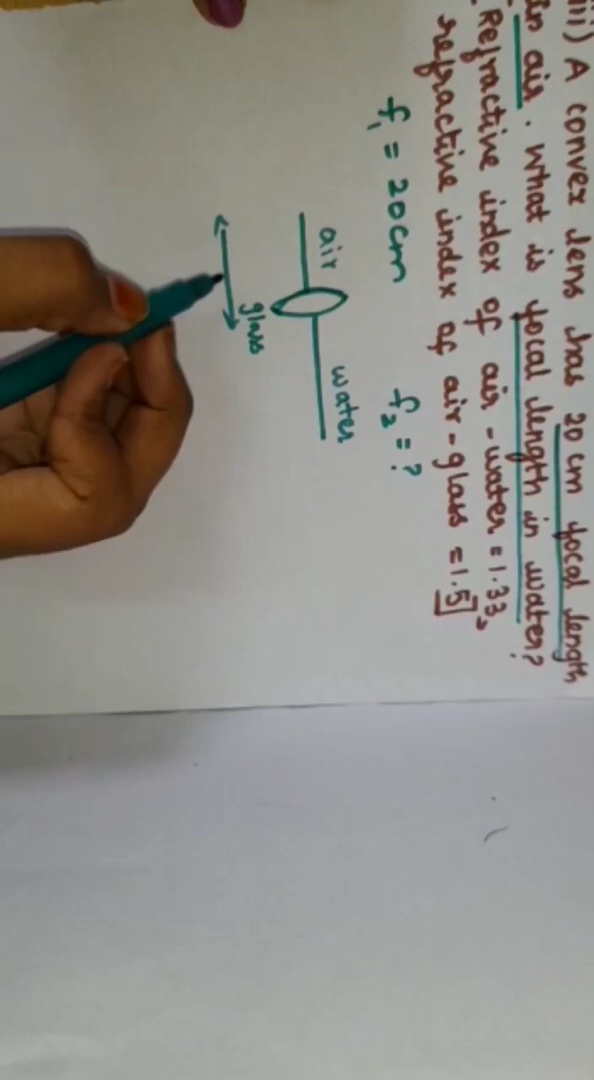 iii) A convex lens has 20 cm focal length
in air. What is focal length in water?
[Refractive index of air-water = 1.33,
refractive index of air-glass = 1.5]
f₁ = 20cm f₂ = ?
air water
glass